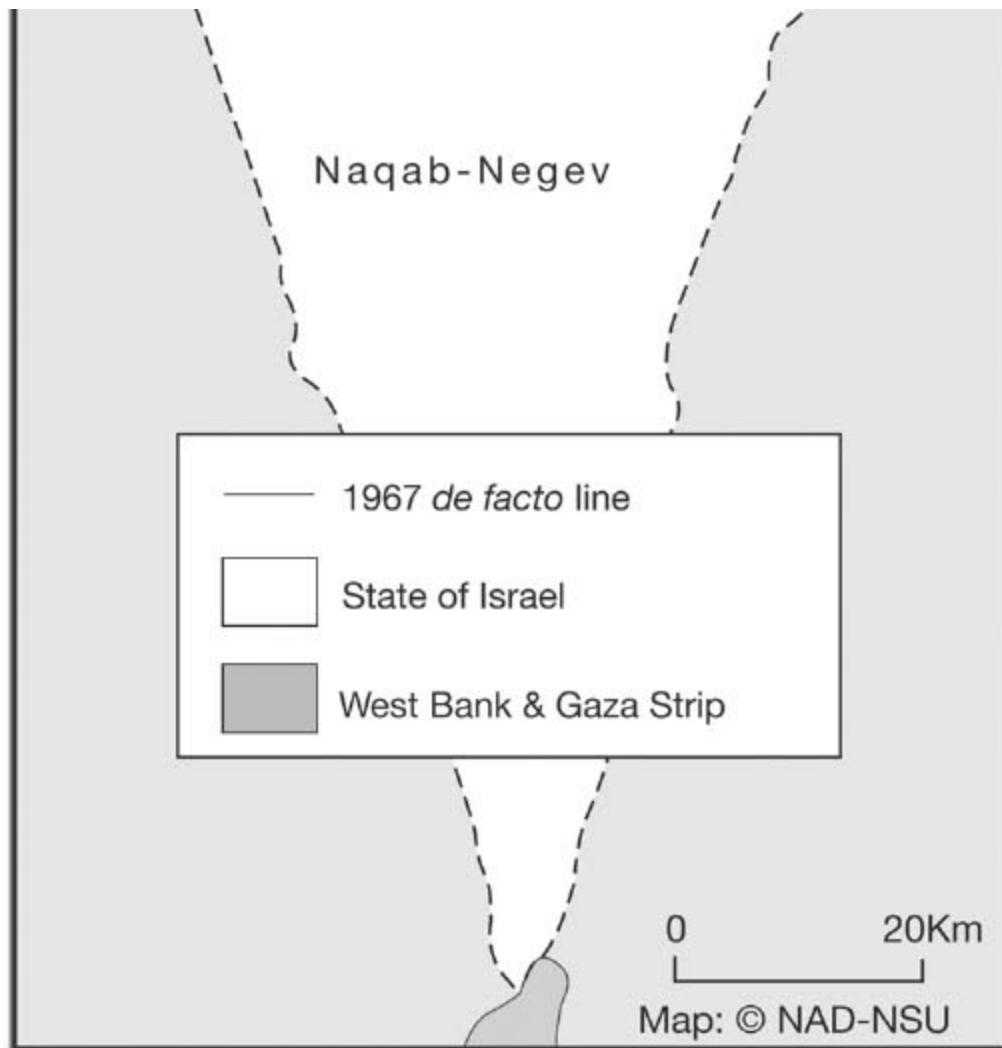 Naqab-Negev
1967 de facto line
State of Israel
West Bank & Gaza Strip
0 20Km
Map: © NAD-NSU